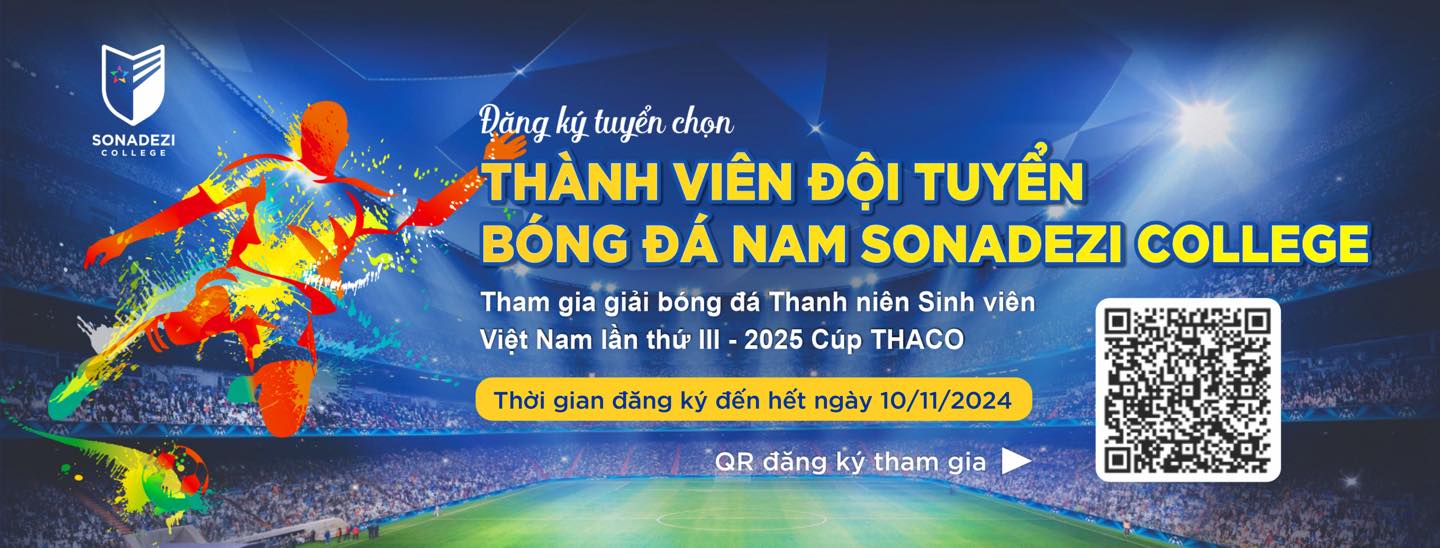 SONADEZI
COLLEGE
Đăng ký tuyển chọn
THÀNH VIÊN ĐỘI TUYỂN
BÓNG ĐÁ NAM SONADEZI COLLEGE
Tham gia giải bóng đá Thanh niên Sinh viên
Việt Nam lần thứ III - 2025 Cúp THACO
Thời gian đăng ký đến hết ngày 10/11/2024
QR đăng ký tham gia